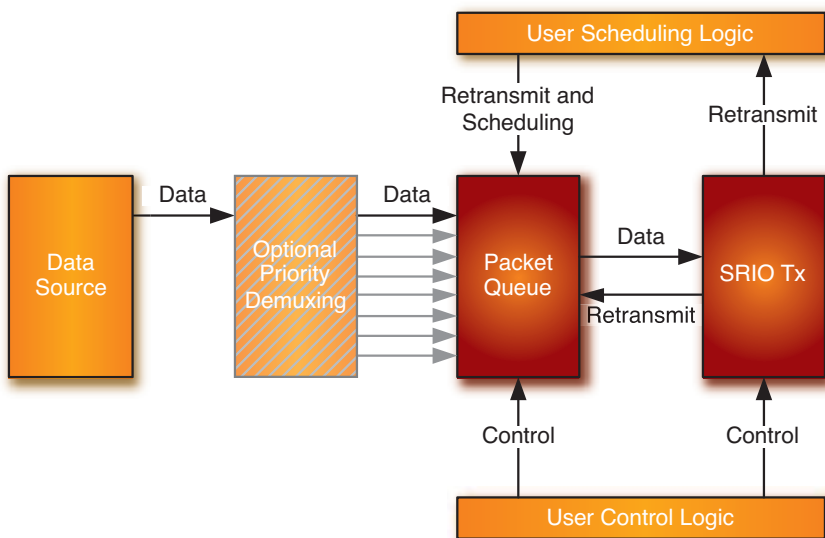 User Scheduling Logic
Retransmit and
Scheduling
Retransmit
Data
Source
Data
Optional
Priority
Demuxing
Data
Packet
Queue
Data
Retransmit
SRIO Tx
Control
Control
User Control Logic